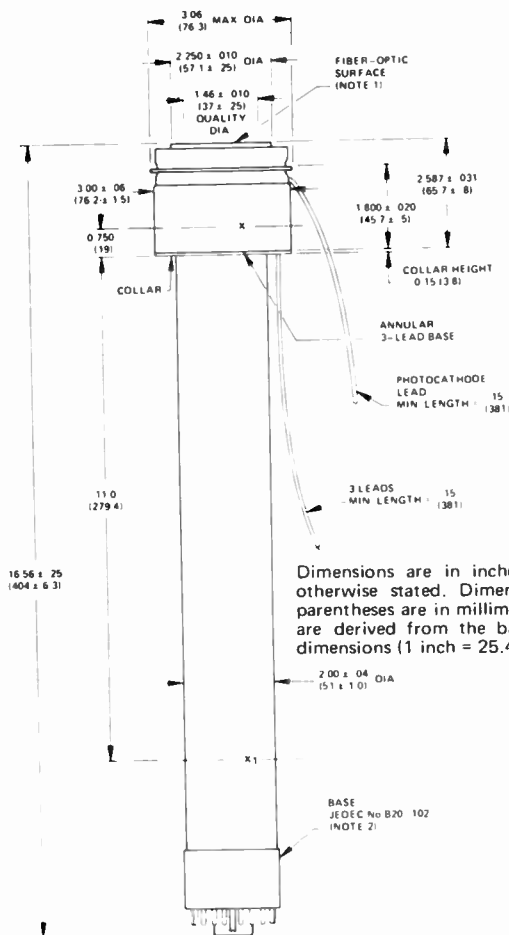 3.06
(76.3) MAX DIA
2.250 ± .010
(57.1 ± .25) DIA
1.46 ± .010
(37 ± .25)
QUALITY
DIA
FIBER-OPTIC
SURFACE
(NOTE 1)
3.00 ± .06
(76.2 ± 1.5)
0.750
(19)
X
2.587 ± .031
(65.7 ± .8)
1.800 ± .020
(45.7 ± .5)
COLLAR HEIGHT
0.15 (3.8)
COLLAR
ANNULAR
3-LEAD BASE
PHOTOCATHODE
LEAD
MIN LENGTH = 15
(381)
11.0
(279.4)
3 LEADS
MIN LENGTH = 15
(381)
16.56 ± .25
(404 ± 6.3)
Dimensions are in inche
otherwise stated. Dimen
parentheses are in millim
are derived from the ba
dimensions (1 inch = 25.4
2.00 ± .04
(51 ± 1.0) DIA
X1
BASE
JEDEC No B20 102
(NOTE 2)